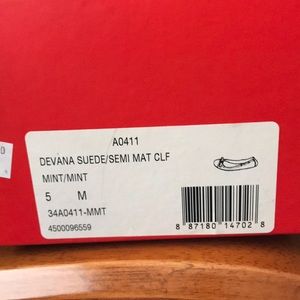 A0411
DEVANA SUEDE/SEMI MAT CLF
MINT/MINT
5 M
34A0411-MMT
4500096559
8 87180 14702 8